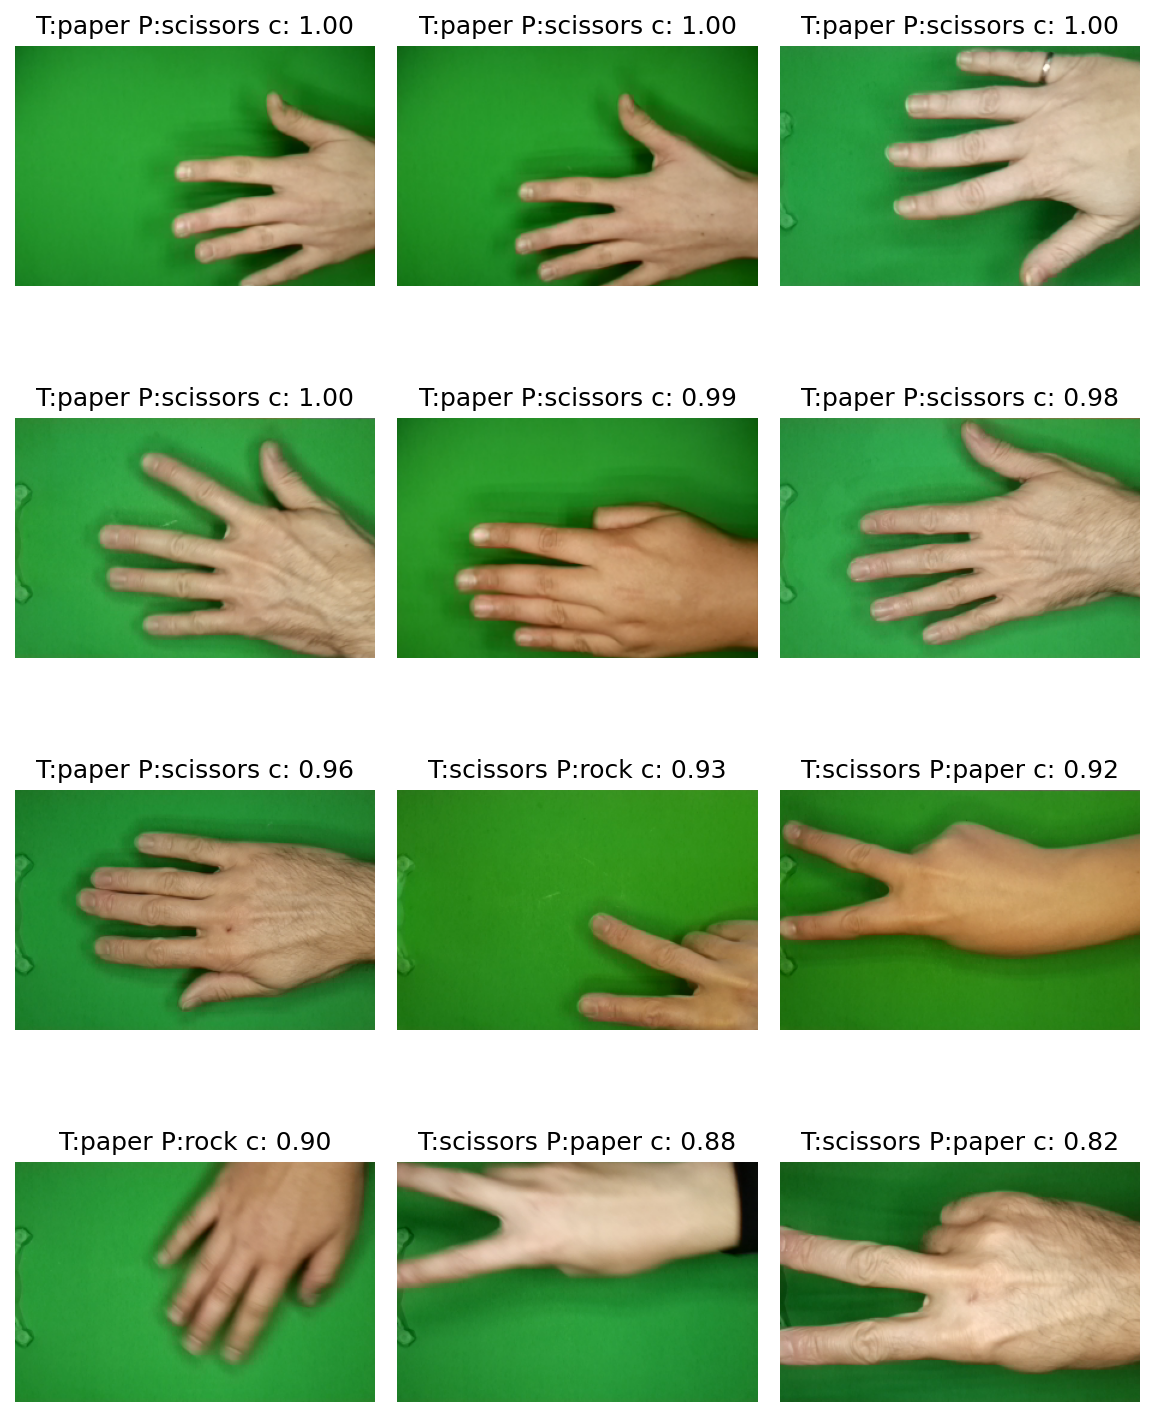 T:paper P:scissors c: 1.00
T:paper P:scissors c: 1.00
T:paper P:scissors c: 1.00
T:paper P:scissors c: 1.00
T:paper P:scissors c: 0.99
T:paper P:scissors c: 0.98
T:paper P:scissors c: 0.96
T:scissors P:rock c: 0.93
T:scissors P:paper c: 0.92
T:paper P:rock c: 0.90
T:scissors P:paper c: 0.88
T:scissors P:paper c: 0.82